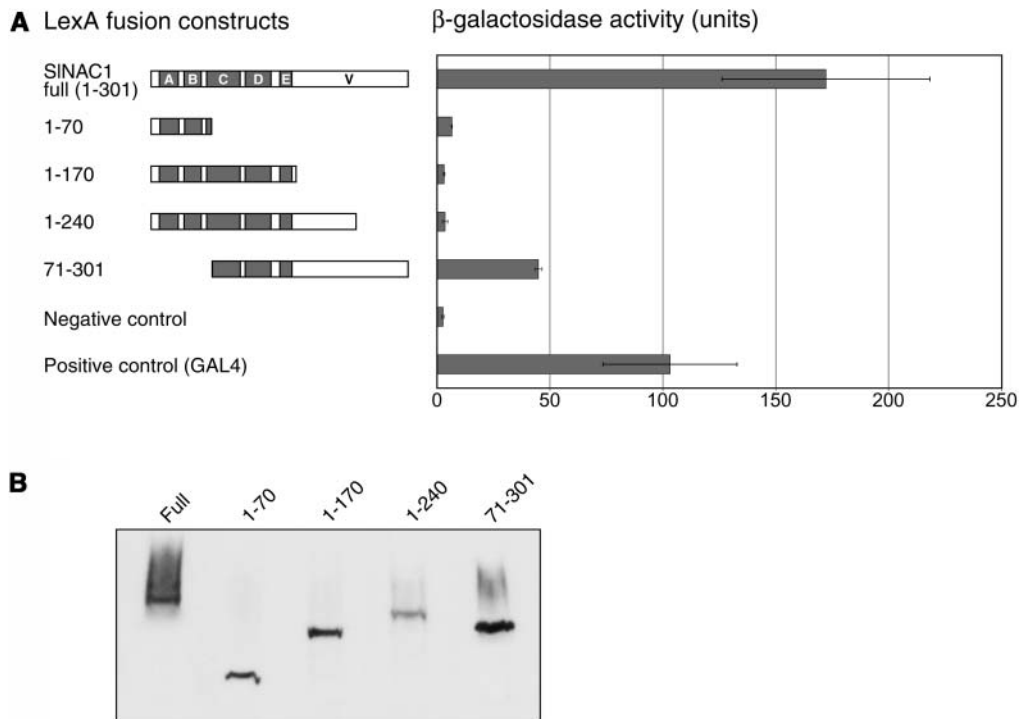 A LexA fusion constructs
β-galactosidase activity (units)
SlNAC1
full (1-301)
A B C D E V
1-70
1-170
1-240
71-301
Negative control
Positive control (GAL4)
0 50 100 150 200 250
B
Full 1-70 1-170 1-240 71-301